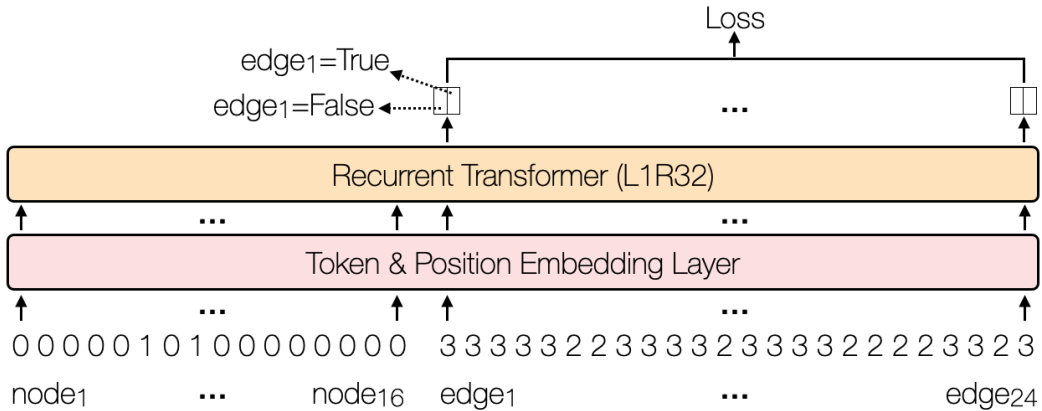 Loss
edge1=True
edge1=False
...
Recurrent Transformer (L1R32)
... ...
Token & Position Embedding Layer
... ...
0 0 0 0 0 1 0 1 0 0 0 0 0 0 0 0 3 3 3 3 3 2 2 3 3 3 3 2 3 3 3 3 2 2 2 2 3 3 2 3
node1 ... node16 edge1 ... edge24